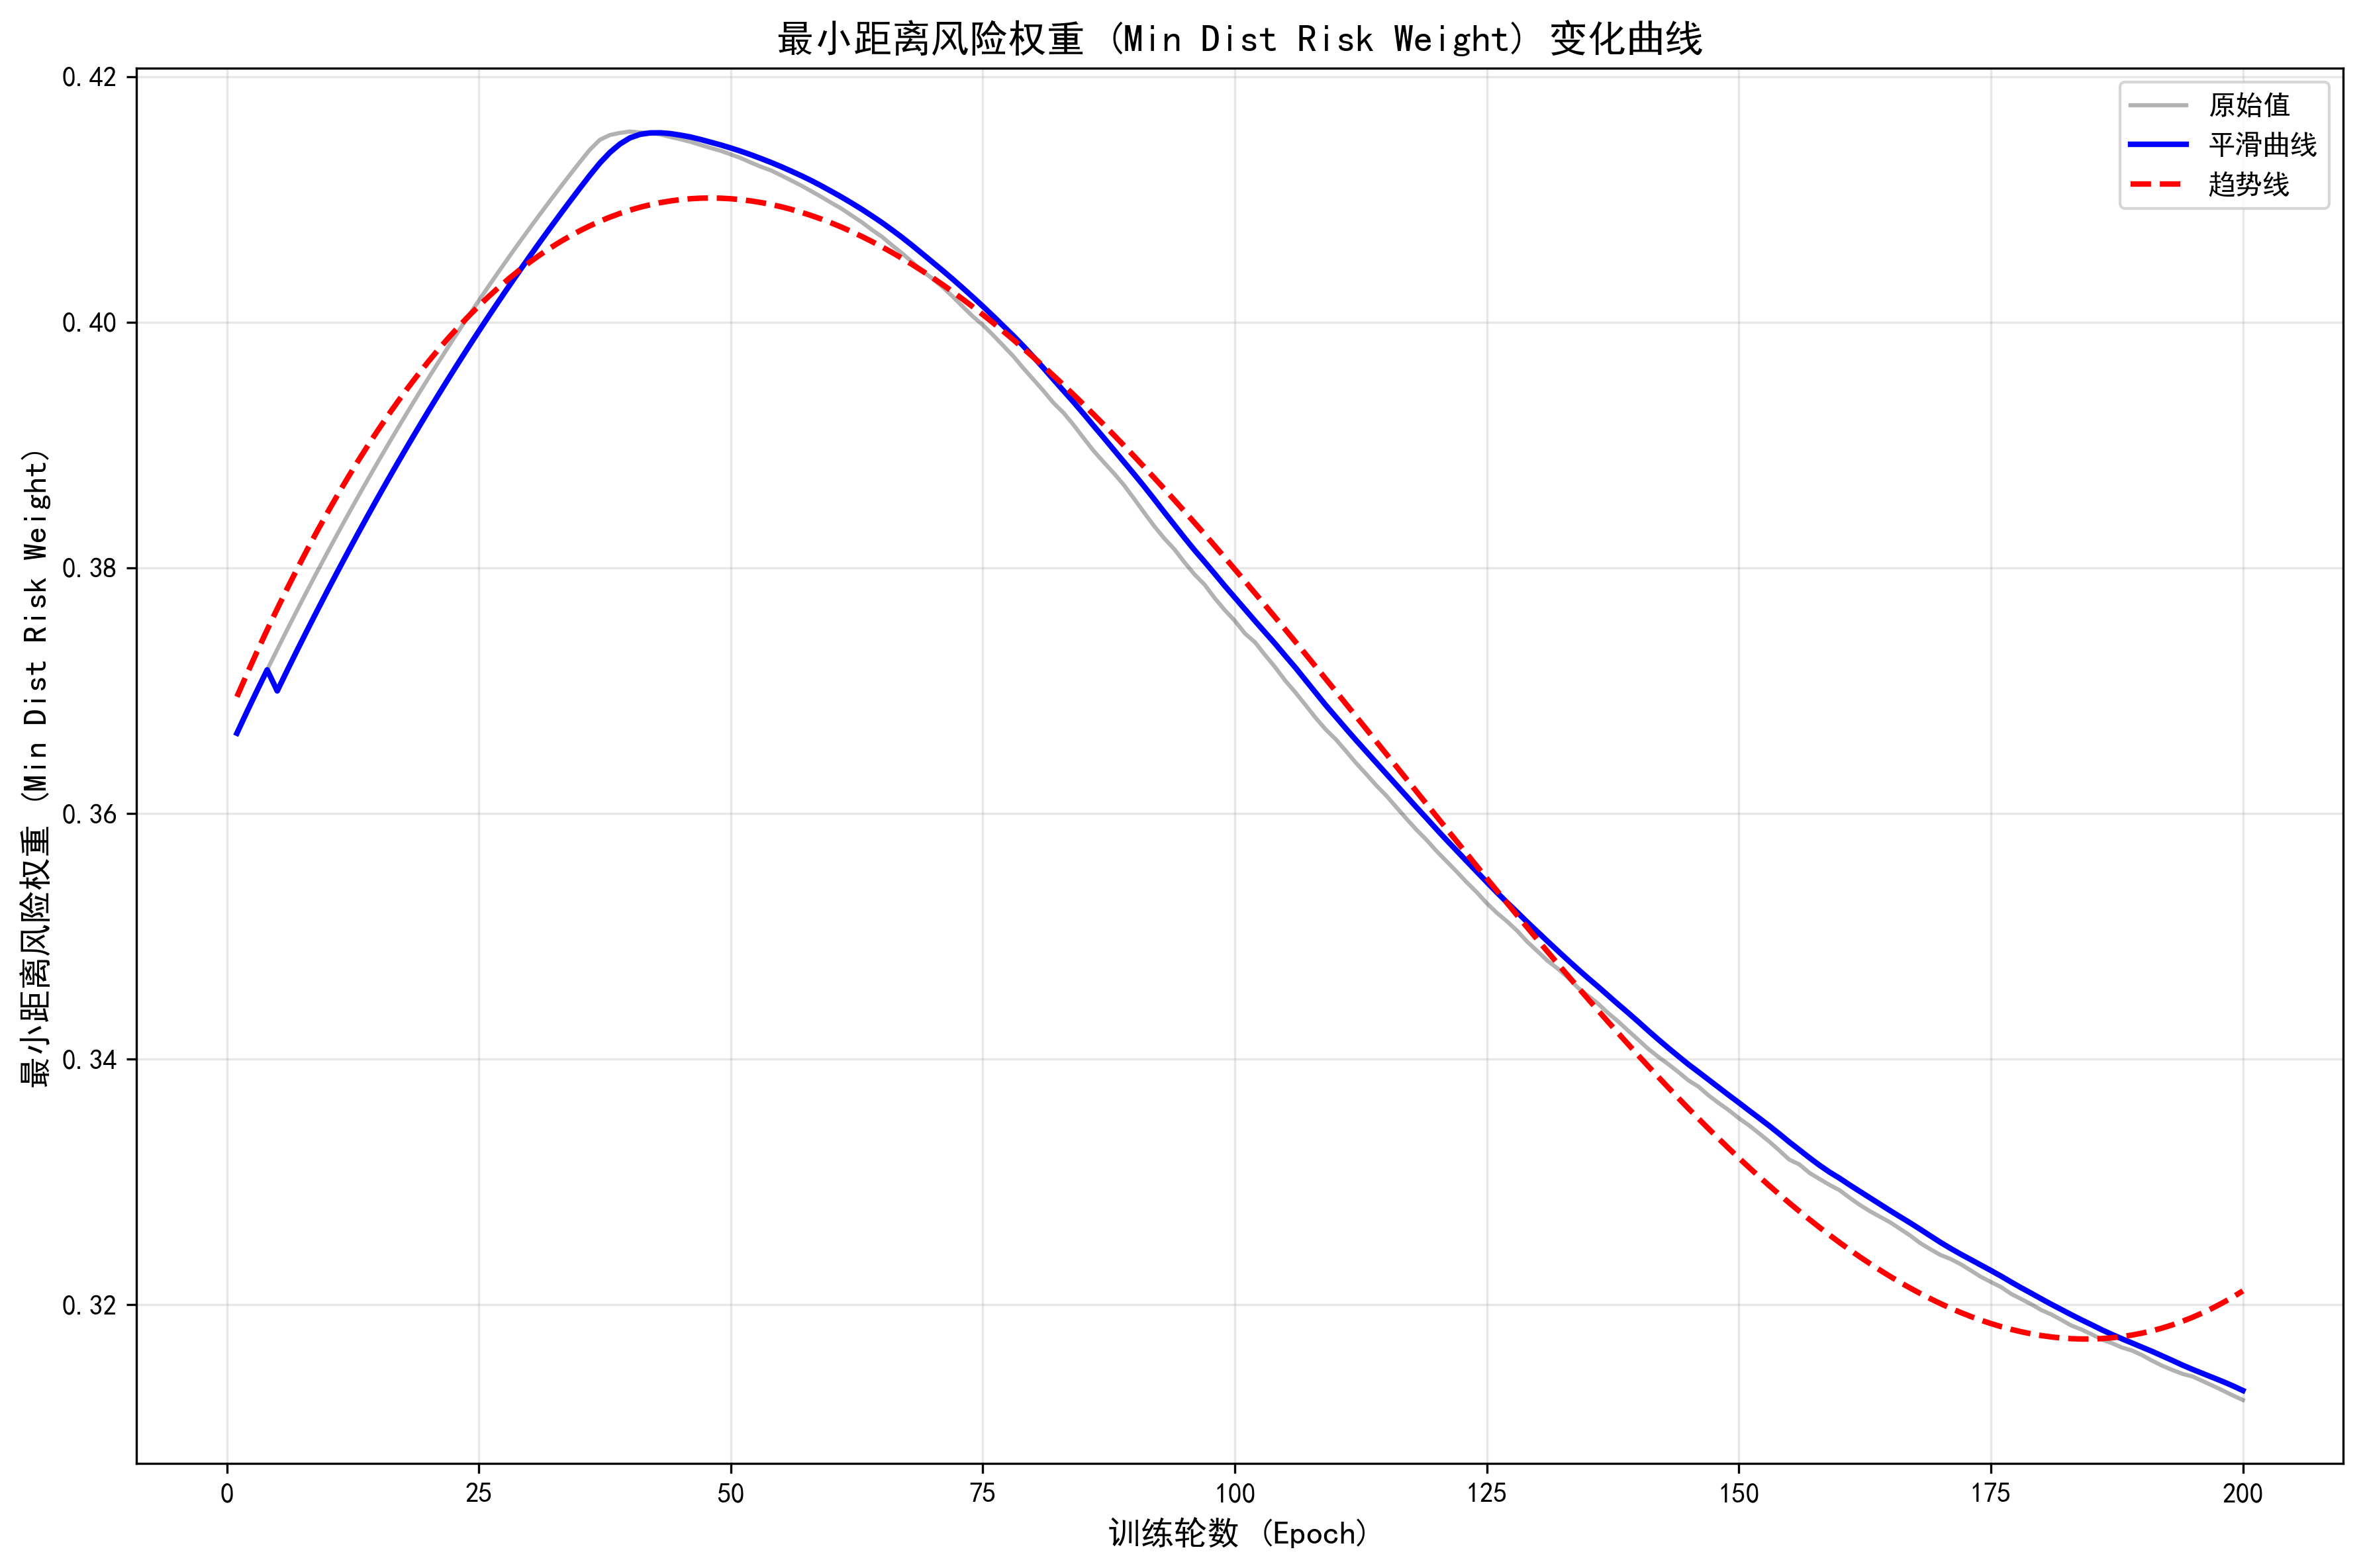 最小距离风险权重 (Min Dist Risk Weight) 变化曲线
原始值
平滑曲线
趋势线
最小距离风险权重 (Min Dist Risk Weight)
0.42
0.40
0.38
0.36
0.34
0.32
0 25 50 75 100 125 150 175 200
训练轮数 (Epoch)